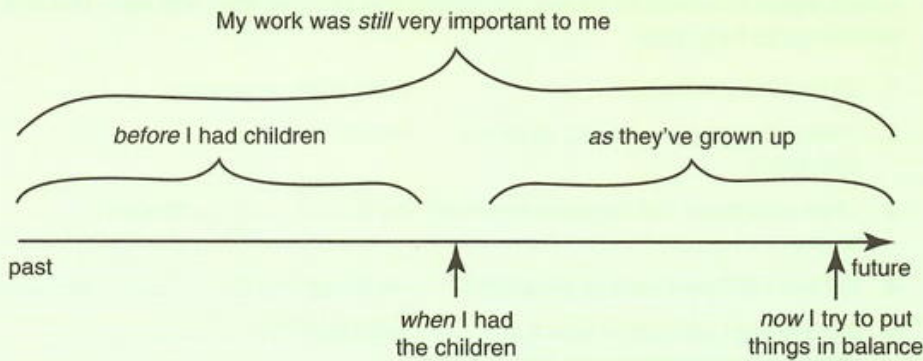 My work was still very important to me
before I had children
as they've grown up
past
future
when I had
the children
now I try to put
things in balance